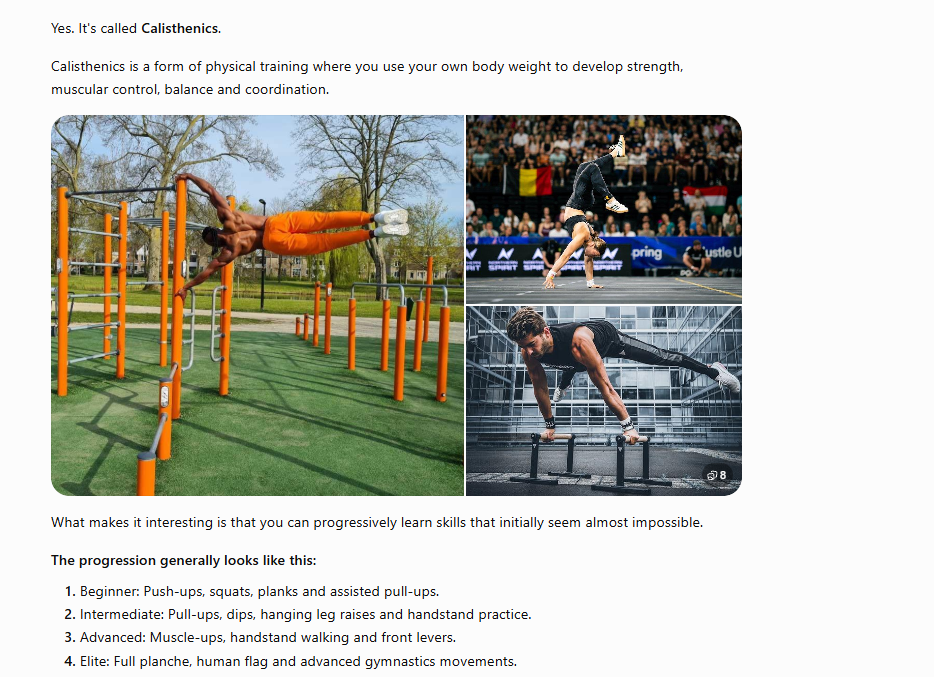 Yes. It's called Calisthenics.
Calisthenics is a form of physical training where you use your own body weight to develop strength,
muscular control, balance and coordination.
pring
ustle U
8
What makes it interesting is that you can progressively learn skills that initially seem almost impossible.
The progression generally looks like this:
1. Beginner: Push-ups, squats, planks and assisted pull-ups.
2. Intermediate: Pull-ups, dips, hanging leg raises and handstand practice.
3. Advanced: Muscle-ups, handstand walking and front levers.
4. Elite: Full planche, human flag and advanced gymnastics movements.